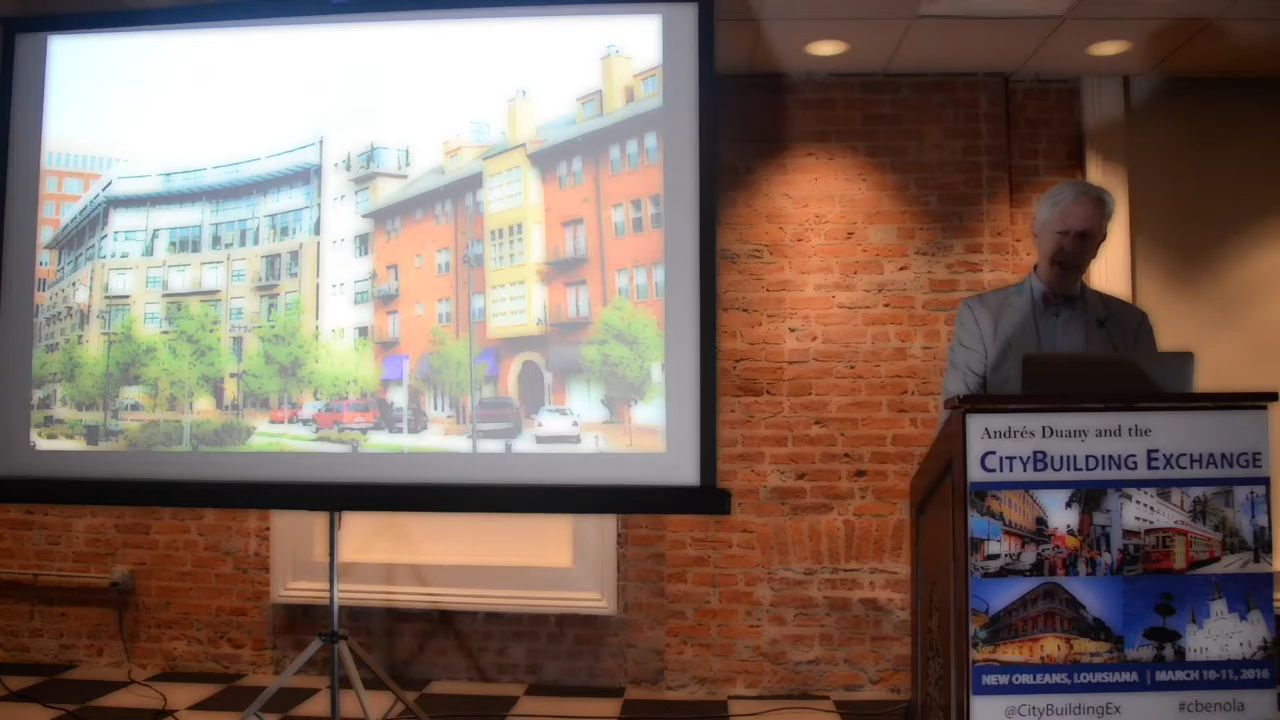 Andrés Duany and the
CITYBUILDING EXCHANGE
NEW ORLEANS, LOUISIANA | MARCH 10-11, 2016
@CityBuildingEx #cbenola